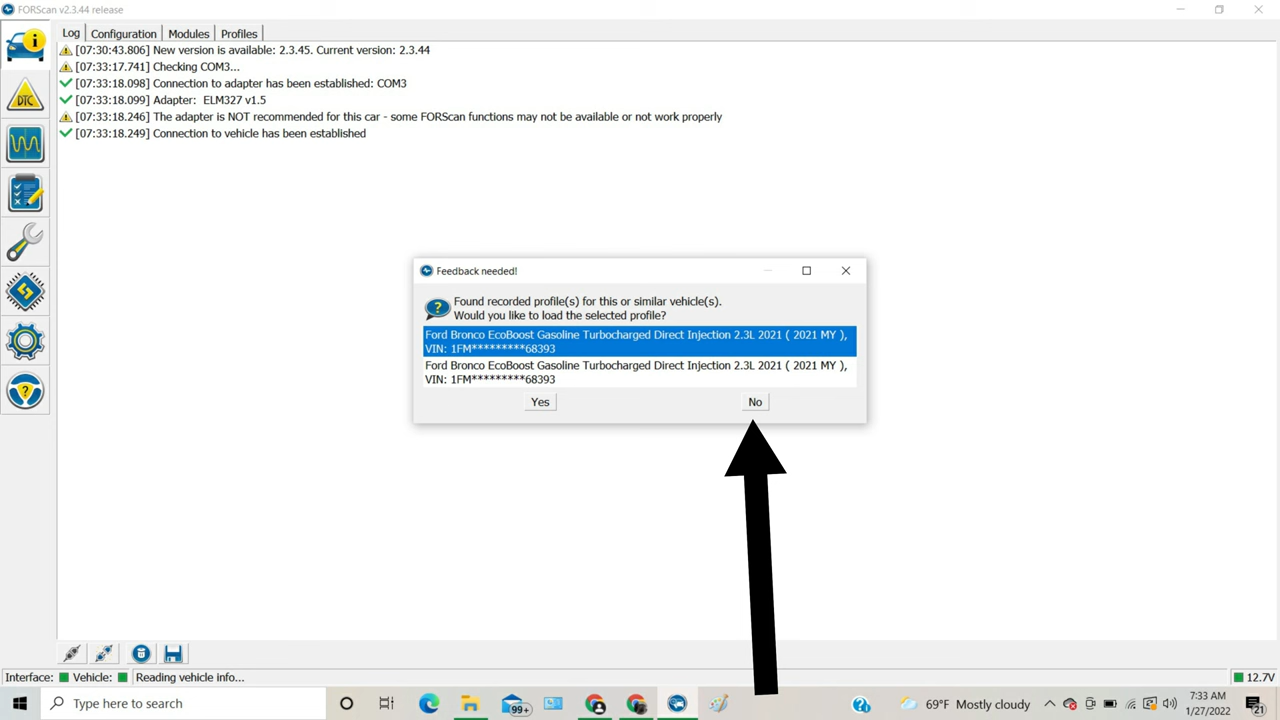 FORScan v2.3.44 release
Log Configuration Modules Profiles
[07:30:43.806] New version is available: 2.3.45. Current version: 2.3.44
[07:33:17.741] Checking COM3...
[07:33:18.098] Connection to adapter has been established: COM3
[07:33:18.099] Adapter: ELM327 v1.5
[07:33:18.246] The adapter is NOT recommended for this car - some FORScan functions may not be available or not work properly
[07:33:18.249] Connection to vehicle has been established
DTC
Feedback needed!
Found recorded profile(s) for this or similar vehicle(s).
Would you like to load the selected profile?
Ford Bronco EcoBoost Gasoline Turbocharged Direct Injection 2.3L 2021 ( 2021 MY ),
VIN: 1FM*********68393
Ford Bronco EcoBoost Gasoline Turbocharged Direct Injection 2.3L 2021 ( 2021 MY ),
VIN: 1FM*********68393
Yes No
Interface: Vehicle: Reading vehicle info... 12.7V
Type here to search 99+ 69°F Mostly cloudy 7:33 AM
1/27/2022 21